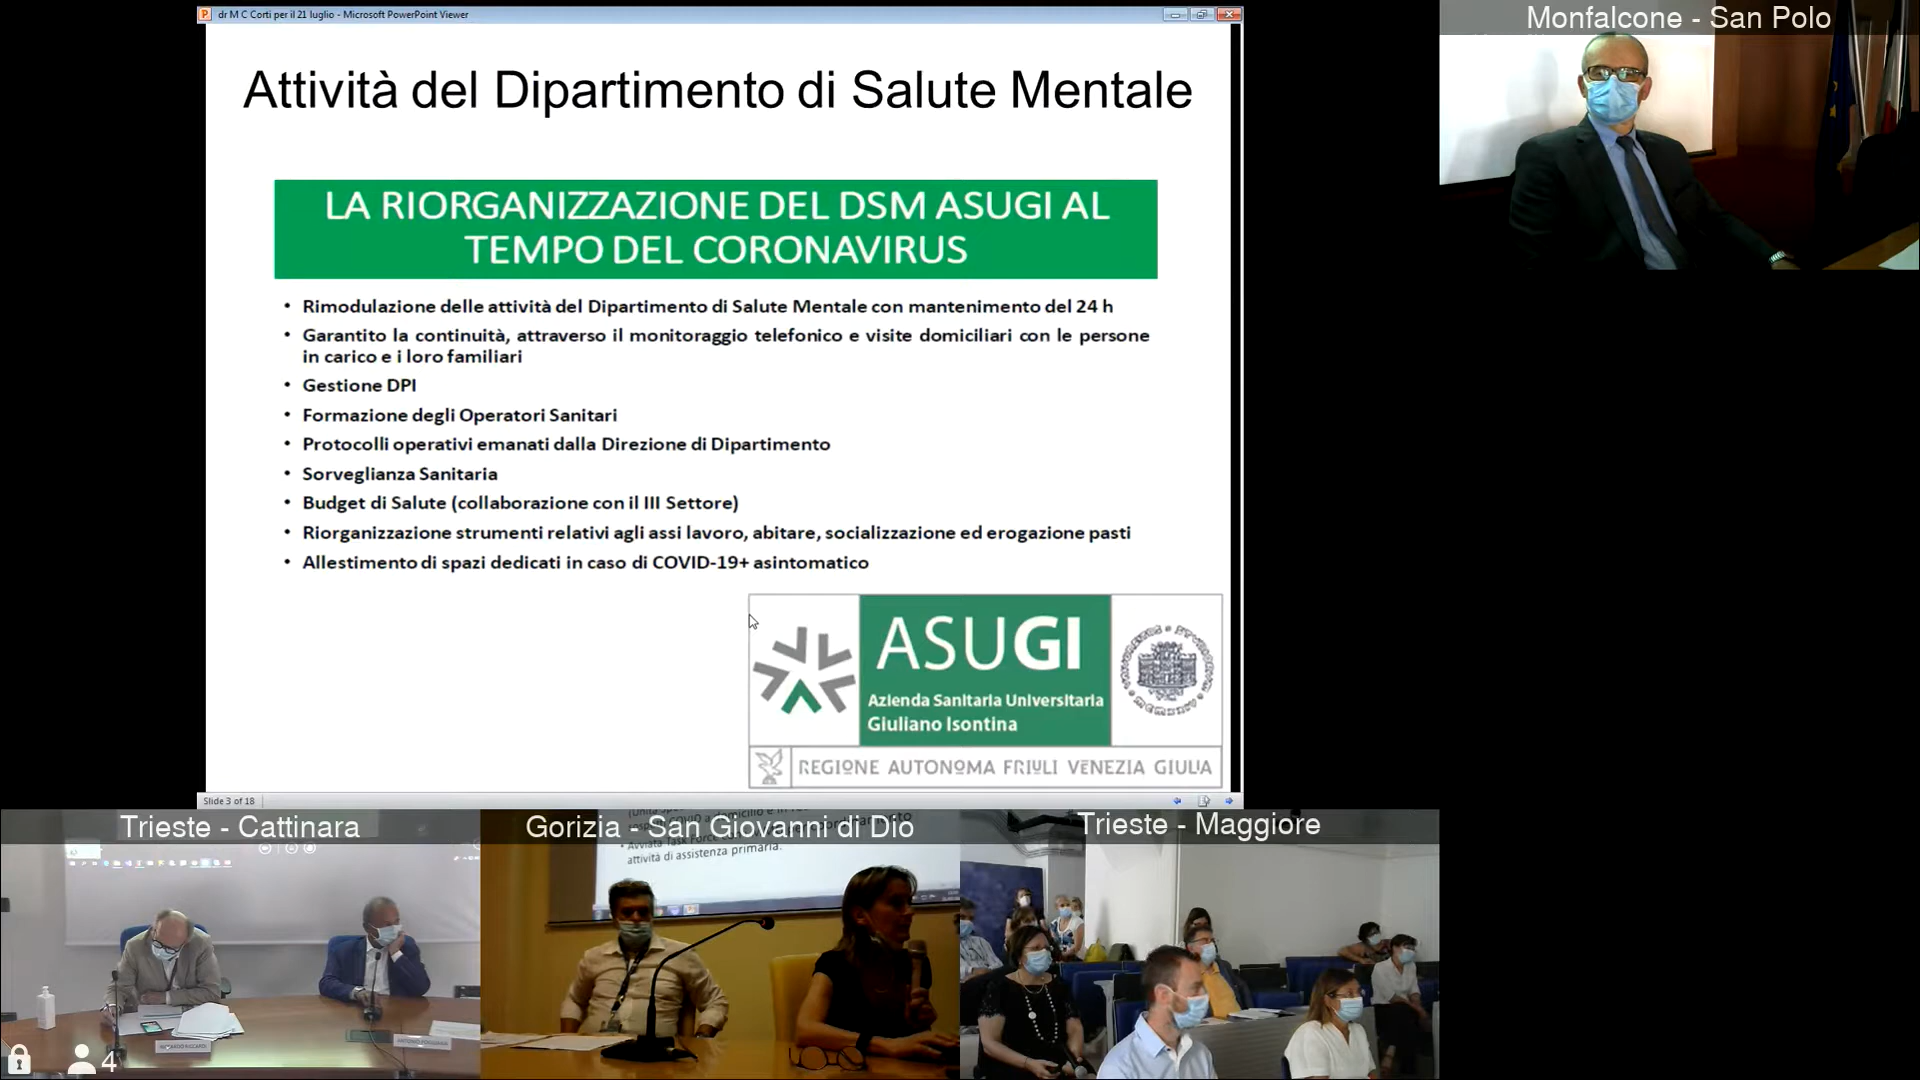 dr M C Corti per il 21 luglio - Microsoft PowerPoint Viewer
Monfalcone - San Polo
Attività del Dipartimento di Salute Mentale
LA RIORGANIZZAZIONE DEL DSM ASUGI AL
TEMPO DEL CORONAVIRUS
• Rimodulazione delle attività del Dipartimento di Salute Mentale con mantenimento del 24 h
• Garantito la continuità, attraverso il monitoraggio telefonico e visite domiciliari con le persone
in carico e i loro familiari
• Gestione DPI
• Formazione degli Operatori Sanitari
• Protocolli operativi emanati dalla Direzione di Dipartimento
• Sorveglianza Sanitaria
• Budget di Salute (collaborazione con il III Settore)
• Riorganizzazione strumenti relativi agli assi lavoro, abitare, socializzazione ed erogazione pasti
• Allestimento di spazi dedicati in caso di COVID-19+ asintomatico
ASUGI
Azienda Sanitaria Universitaria
Giuliano Isontina
REGIONE AUTONOMA FRIULI VENEZIA GIULIA
Slide 3 of 18
Trieste - Cattinara
Gorizia - San Giovanni di Dio
Trieste - Maggiore
attività di assistenza primaria.
4